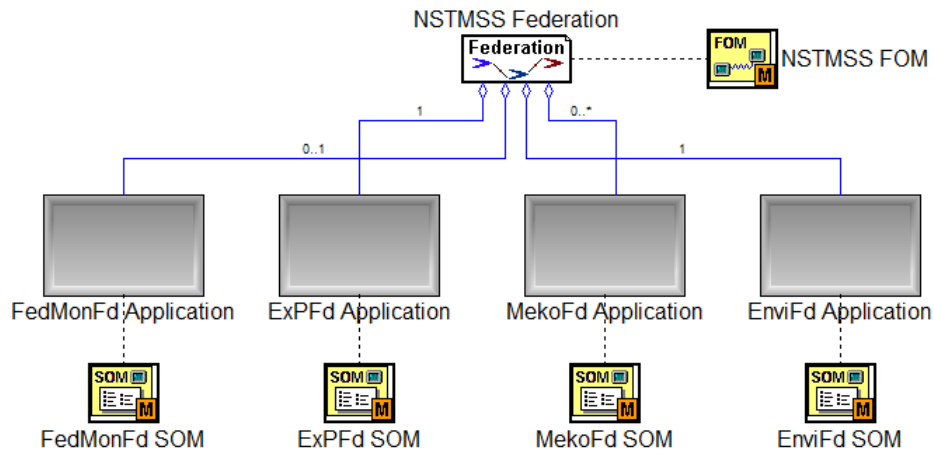 NSTMSS Federation
Federation
FOM
M
NSTMSS FOM
1
0..*
0..1
1
FedMonFd Application
ExPFd Application
MekoFd Application
EnviFd Application
SOM
M
SOM
M
SOM
M
SOM
M
FedMonFd SOM
ExPFd SOM
MekoFd SOM
EnviFd SOM